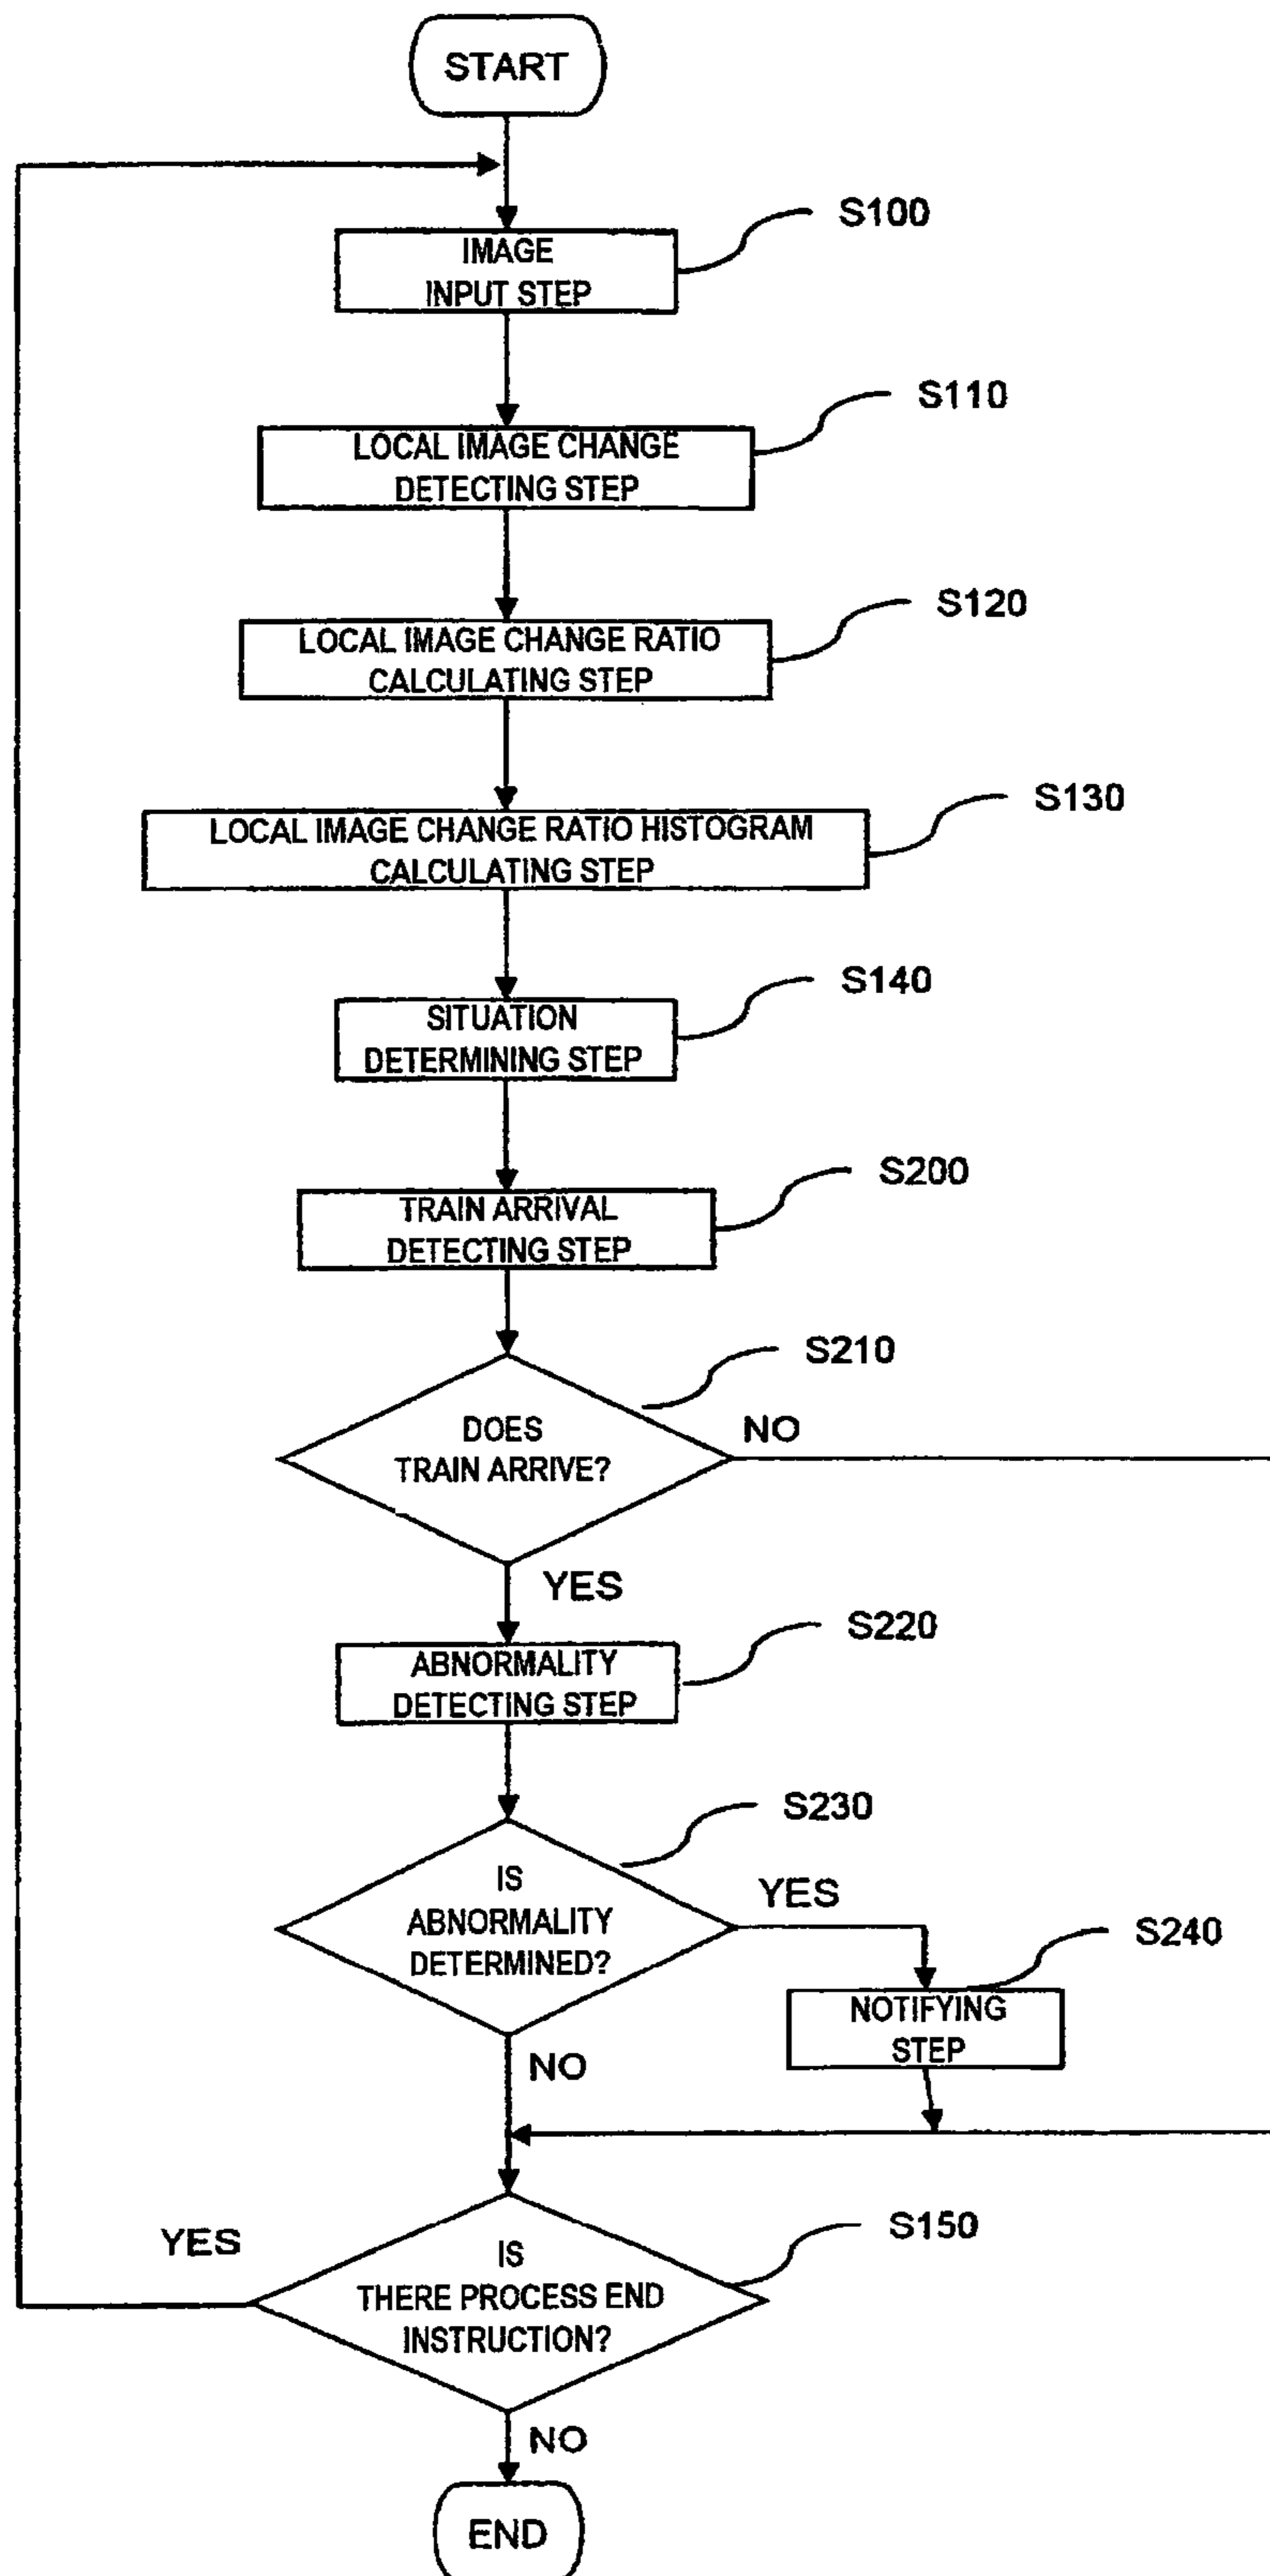 START
S100
IMAGE
INPUT STEP
S110
LOCAL IMAGE CHANGE
DETECTING STEP
S120
LOCAL IMAGE CHANGE RATIO
CALCULATING STEP
S130
LOCAL IMAGE CHANGE RATIO HISTOGRAM
CALCULATING STEP
S140
SITUATION
DETERMINING STEP
S200
TRAIN ARRIVAL
DETECTING STEP
S210
DOES
TRAIN ARRIVE?
NO
YES
S220
ABNORMALITY
DETECTING STEP
S230
IS
ABNORMALITY
DETERMINED?
YES
S240
NOTIFYING
STEP
NO
S150
YES
IS
THERE PROCESS END
INSTRUCTION?
NO
END